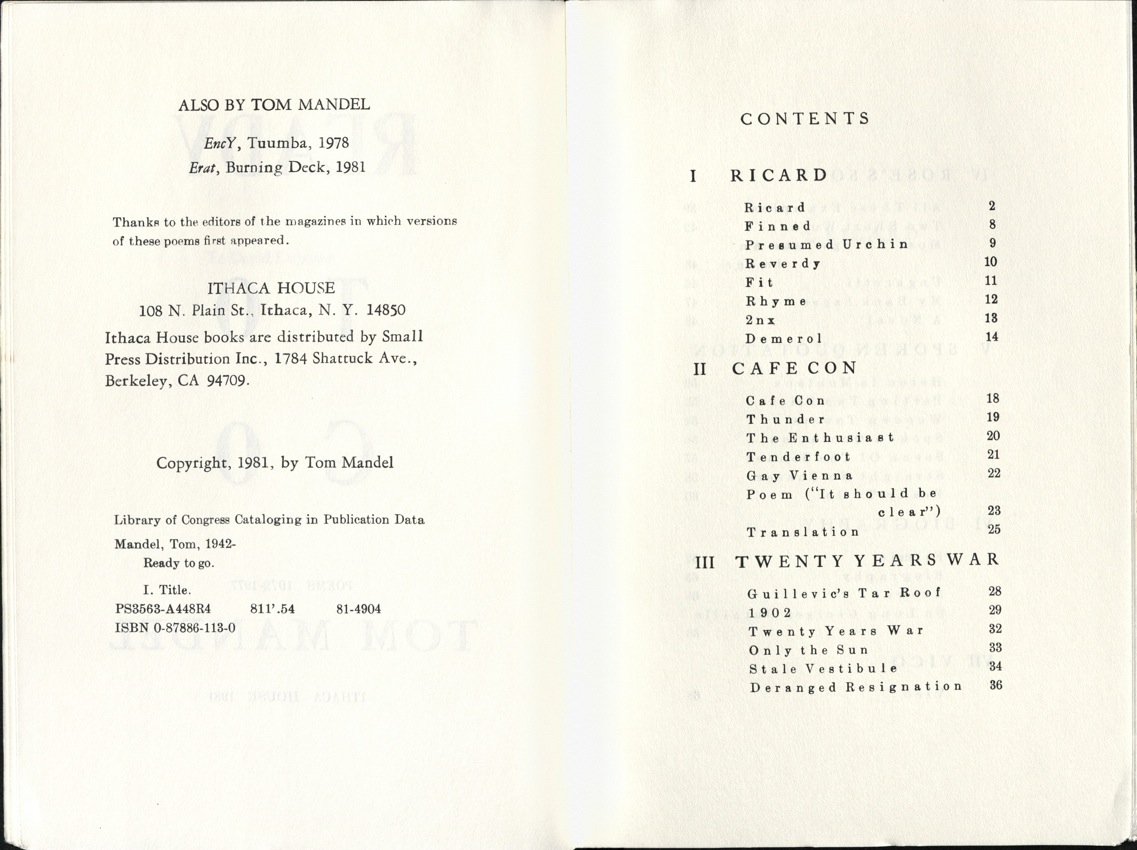 ALSO BY TOM MANDEL
EncY, Tuumba, 1978
Erat, Burning Deck, 1981
Thanks to the editors of the magazines in which versions
of these poems first appeared.
ITHACA HOUSE
108 N. Plain St., Ithaca, N. Y. 14850
Ithaca House books are distributed by Small
Press Distribution Inc., 1784 Shattuck Ave.,
Berkeley, CA 94709.
Copyright, 1981, by Tom Mandel
Library of Congress Cataloging in Publication Data
Mandel, Tom, 1942-
Ready to go.
I. Title.
PS3563-A448R4 811'.54 81-4904
ISBN 0-87886-113-0
CONTENTS
I RICARD
Ricard 2
Finned 8
Presumed Urchin 9
Reverdy 10
Fit 11
Rhyme 12
2nx 13
Demerol 14
II CAFE CON
Cafe Con 18
Thunder 19
The Enthusiast 20
Tenderfoot 21
Gay Vienna 22
Poem ("It should be
clear") 23
Translation 25
III TWENTY YEARS WAR
Guillevic's Tar Roof 28
1902 29
Twenty Years War 32
Only the Sun 33
Stale Vestibule 34
Deranged Resignation 36